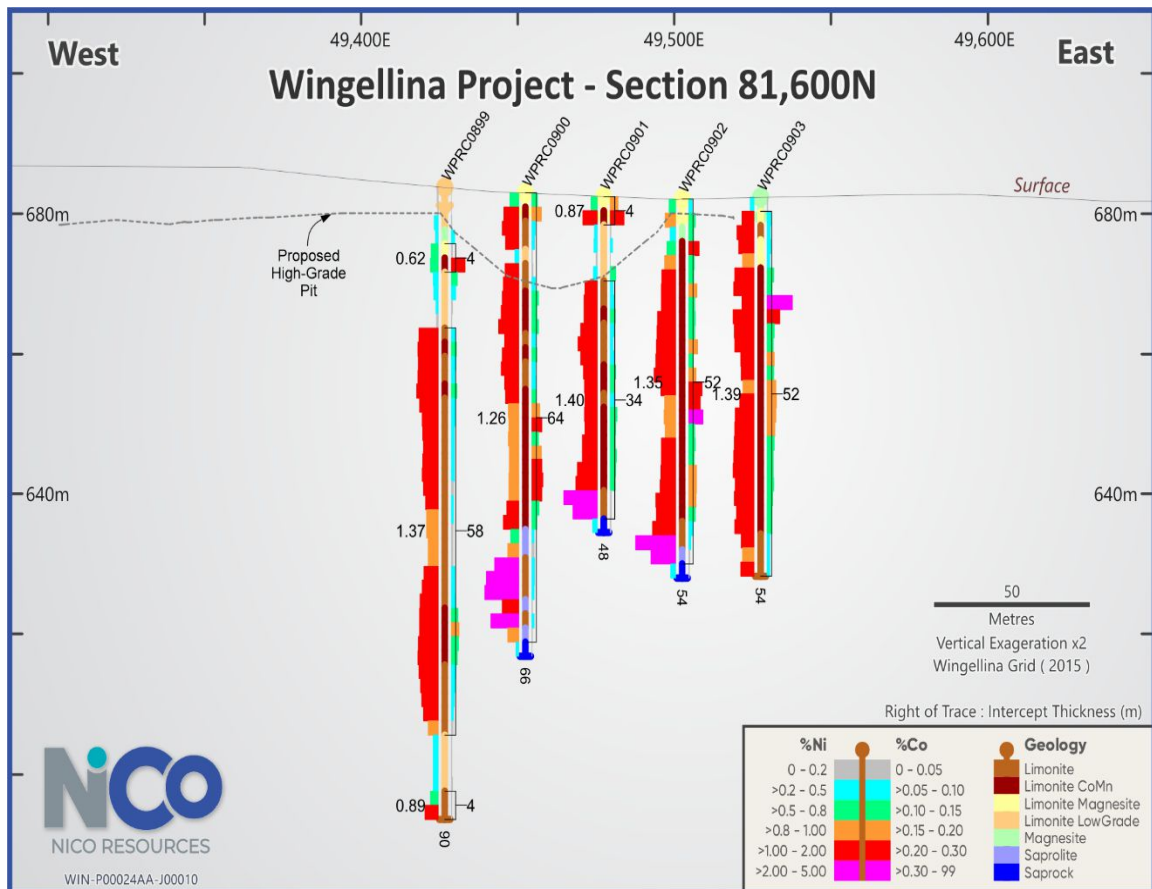 West
49,400E
49,500E
49,600E
East
Wingellina Project - Section 81,600N
WPRC0899
WPRC0900
WPRC0901
WPRC0902
WPRC0903
Surface
680m
680m
Proposed
High-Grade
Pit
0.62
4
0.87
4
1.26
64
1.40
34
1.35
52
1.39
52
640m
640m
1.37
58
48
54
54
66
0.89
4
90
50
Metres
Vertical Exageration x2
Wingellina Grid ( 2015 )
Right of Trace : Intercept Thickness (m)
%Ni %Co Geology
0 - 0.2 0 - 0.05 Limonite
>0.2 - 0.5 >0.05 - 0.10 Limonite CoMn
>0.5 - 0.8 >0.10 - 0.15 Limonite Magnesite
>0.8 - 1.00 >0.15 - 0.20 Limonite LowGrade
>1.00 - 2.00 >0.20 - 0.30 Magnesite
>2.00 - 5.00 >0.30 - 99 Saprolite
Saprock
NiCo
NICO RESOURCES
WIN-P00024AA-J00010